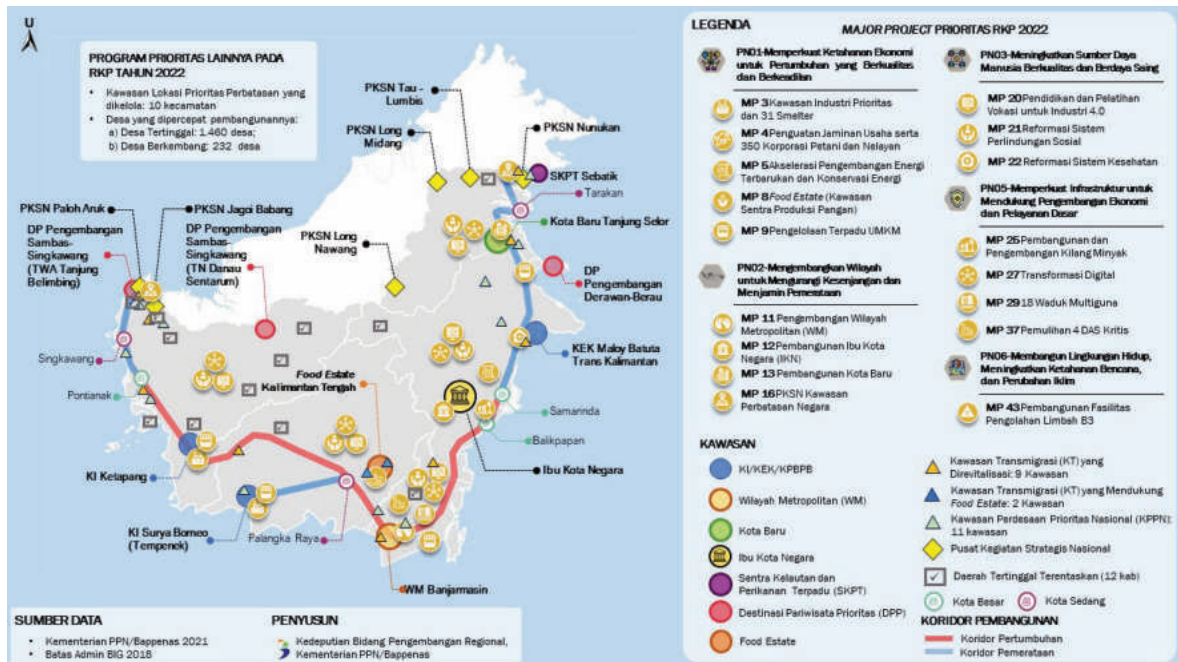 U
PROGRAM PRIORITAS LAINNYA PADA
RKP TAHUN 2022
• Kawasan Lokasi Prioritas Perbatasan yang
dikelola: 10 kecamatan
• Desa yang dipercepat pembangunannya:
a) Desa Tertinggal: 1.460 desa;
b) Desa Berkembang: 232 desa
PKSN Tau -
Lumbis
PKSN Long
Midang
PKSN Nunukan
SKPT Sebatik
Tarakan
Kota Baru Tanjung Selor
PKSN Paloh Aruk
PKSN Jagoi Babang
DP Pengembangan
Sambas-
Singkawang
(TWA Tanjung
Belimbing)
DP Pengembangan
Sambas-
Singkawang
(TN Danau
Sentarum)
PKSN Long
Nawang
DP
Pengembangan
Derawan-Berau
Singkawang
KEK Maloy Batuta
Trans Kalimantan
Food Estate
Kalimantan Tengah
Pontianak
Samarinda
Balikpapan
KI Ketapang
Ibu Kota Negara
KI Surya Borneo
(Tempenek)
Palangka Raya
WM Banjarmasin
SUMBER DATA
• Kementerian PPN/Bappenas 2021
• Batas Admin BIG 2018
PENYUSUN
Kedeputian Bidang Pengembangan Regional,
Kementerian PPN/Bappenas
LEGENDA
MAJOR PROJECT PRIORITAS RKP 2022
PN01-Memperkuat Ketahanan Ekonomi
untuk Pertumbuhan yang Berkualitas
dan Berkeadilan
MP 3 Kawasan Industri Prioritas
dan 31 Smelter
MP 4 Penguatan Jaminan Usaha serta
350 Korporasi Petani dan Nelayan
MP 5 Akselerasi Pengembangan Energi
Terbarukan dan Konservasi Energi
MP 8 Food Estate (Kawasan
Sentra Produksi Pangan)
MP 9 Pengelolaan Terpadu UMKM
PN02-Mengembangkan Wilayah
untuk Mengurangi Kesenjangan dan
Menjamin Pemerataan
MP 11 Pengembangan Wilayah
Metropolitan (WM)
MP 12 Pembangunan Ibu Kota
Negara (IKN)
MP 13 Pembangunan Kota Baru
MP 16 PKSN Kawasan
Perbatasan Negara
PN03-Meningkatkan Sumber Daya
Manusia Berkualitas dan Berdaya Saing
MP 20 Pendidikan dan Pelatihan
Vokasi untuk Industri 4.0
MP 21 Reformasi Sistem
Perlindungan Sosial
MP 22 Reformasi Sistem Kesehatan
PN05-Memperkuat Infrastruktur untuk
Mendukung Pengembangan Ekonomi
dan Pelayanan Dasar
MP 25 Pembangunan dan
Pengembangan Kilang Minyak
MP 27 Transformasi Digital
MP 29 18 Waduk Multiguna
MP 37 Pemulihan 4 DAS Kritis
PN06-Membangun Lingkungan Hidup,
Meningkatkan Ketahanan Bencana,
dan Perubahan Iklim
MP 43 Pembangunan Fasilitas
Pengolahan Limbah B3
KAWASAN
KI/KEK/KPBPB
Wilayah Metropolitan (WM)
Kota Baru
Ibu Kota Negara
Sentra Kelautan dan
Perikanan Terpadu (SKPT)
Destinasi Pariwisata Prioritas (DPP)
Food Estate
Kawasan Transmigrasi (KT) yang
Direvitalisasi: 9 Kawasan
Kawasan Transmigrasi (KT) yang Mendukung
Food Estate: 2 Kawasan
Kawasan Perdesaan Prioritas Nasional (KPPN):
11 kawasan
Pusat Kegiatan Strategis Nasional
Daerah Tertinggal Terentaskan (12 kab)
Kota Besar
Kota Sedang
KORIDOR PEMBANGUNAN
Koridor Pertumbuhan
Koridor Pemerataan